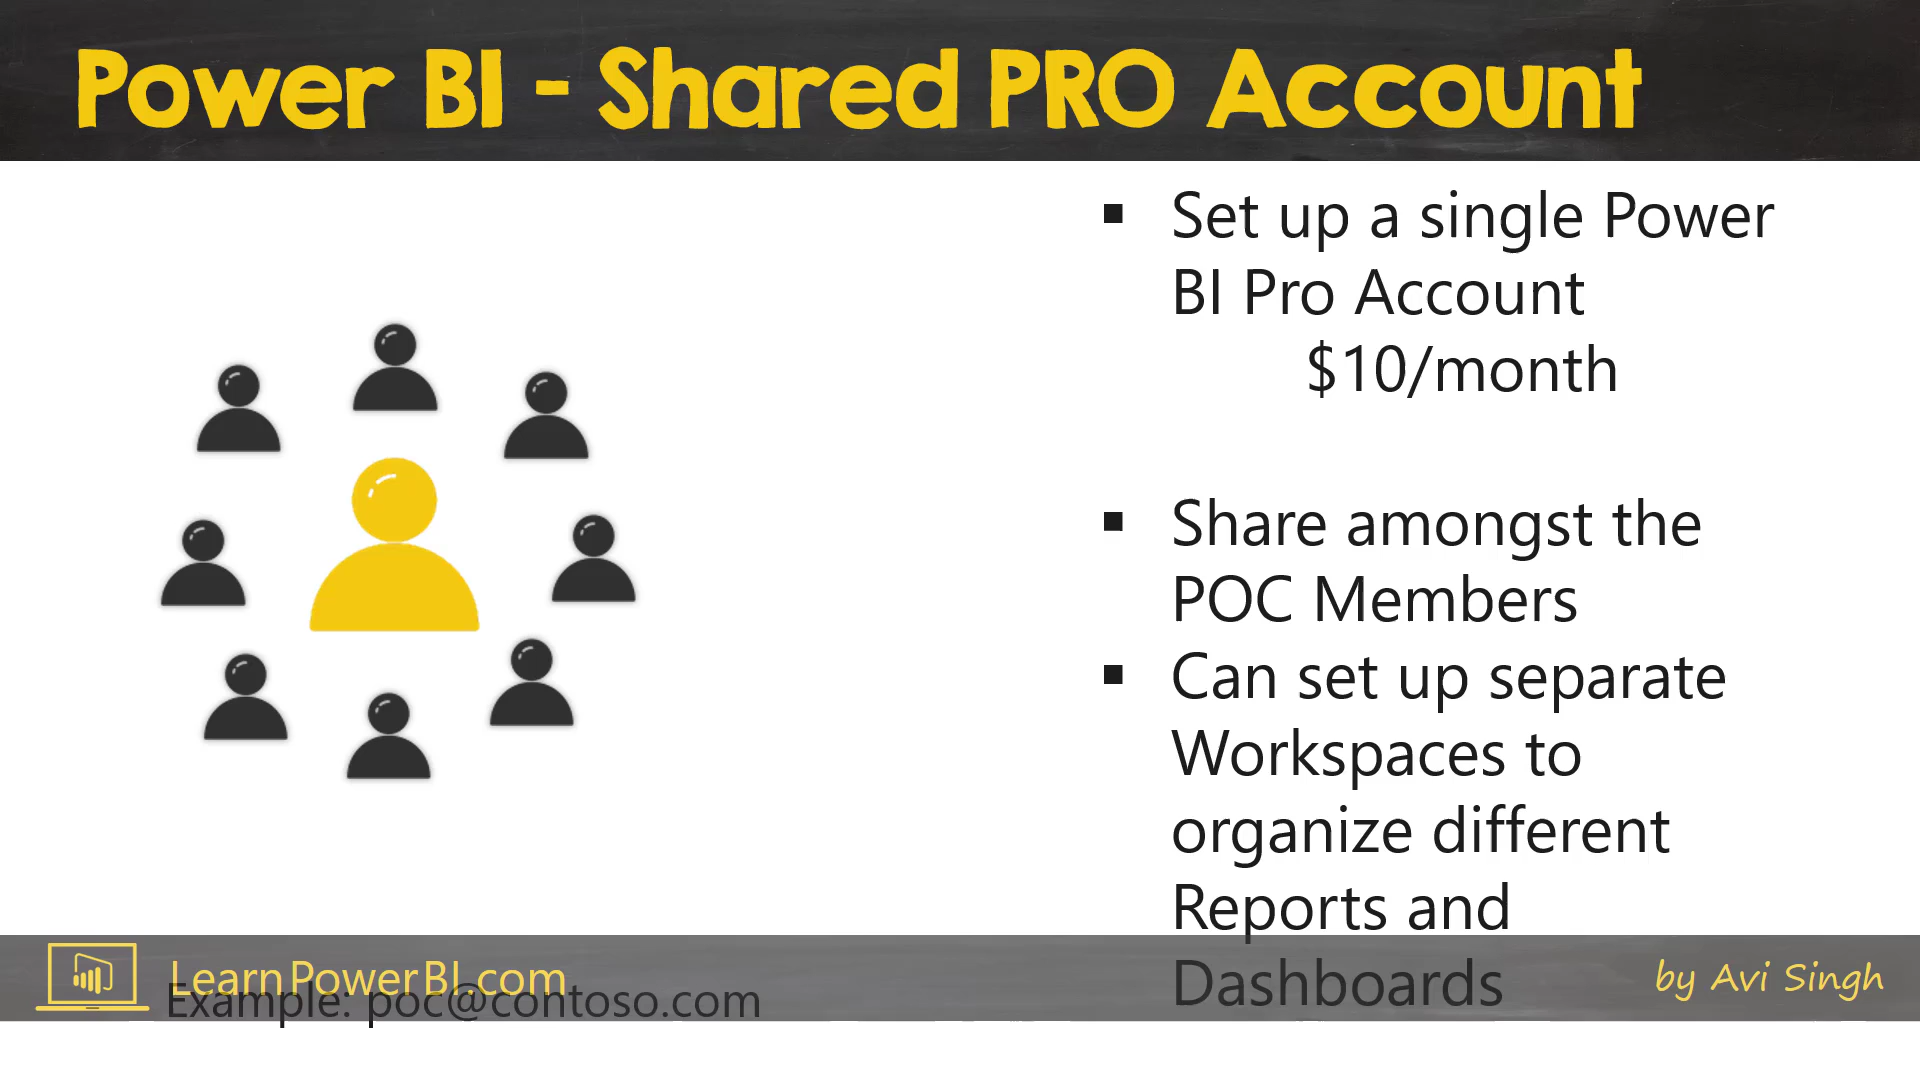 Power BI - Shared PRO Account
▪ Set up a single Power
BI Pro Account
$10/month
▪ Share amongst the
POC Members
▪ Can set up separate
Workspaces to
organize different
Reports and
Dashboards
LearnPowerBI.com
Example: poc@contoso.com
by Avi Singh